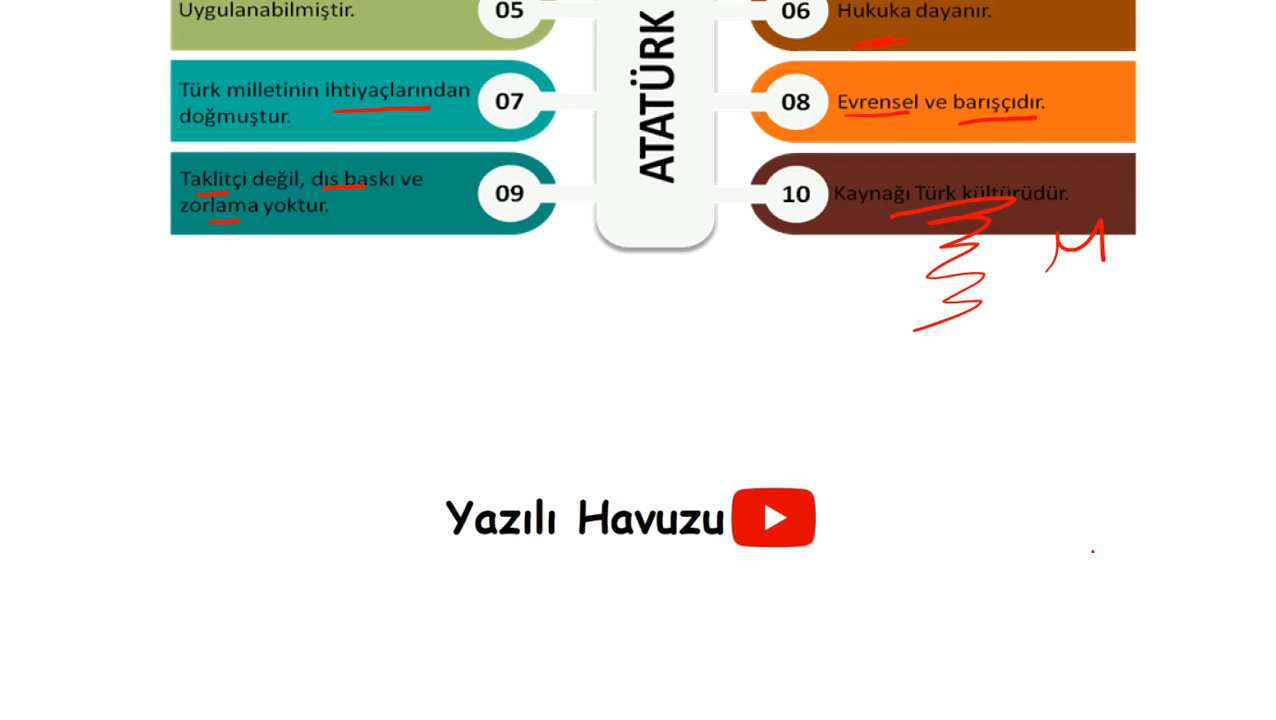 Uygulanabilmiştir.
05
06
Hukuka dayanır.
Türk milletinin ihtiyaçlarından
doğmuştur.
07
08
Evrensel ve barışçıdır.
Taklitçi değil, dış baskı ve
zorlama yoktur.
09
10
Kaynağı Türk kültürüdür.
ATATÜRK
M
Yazılı Havuzu